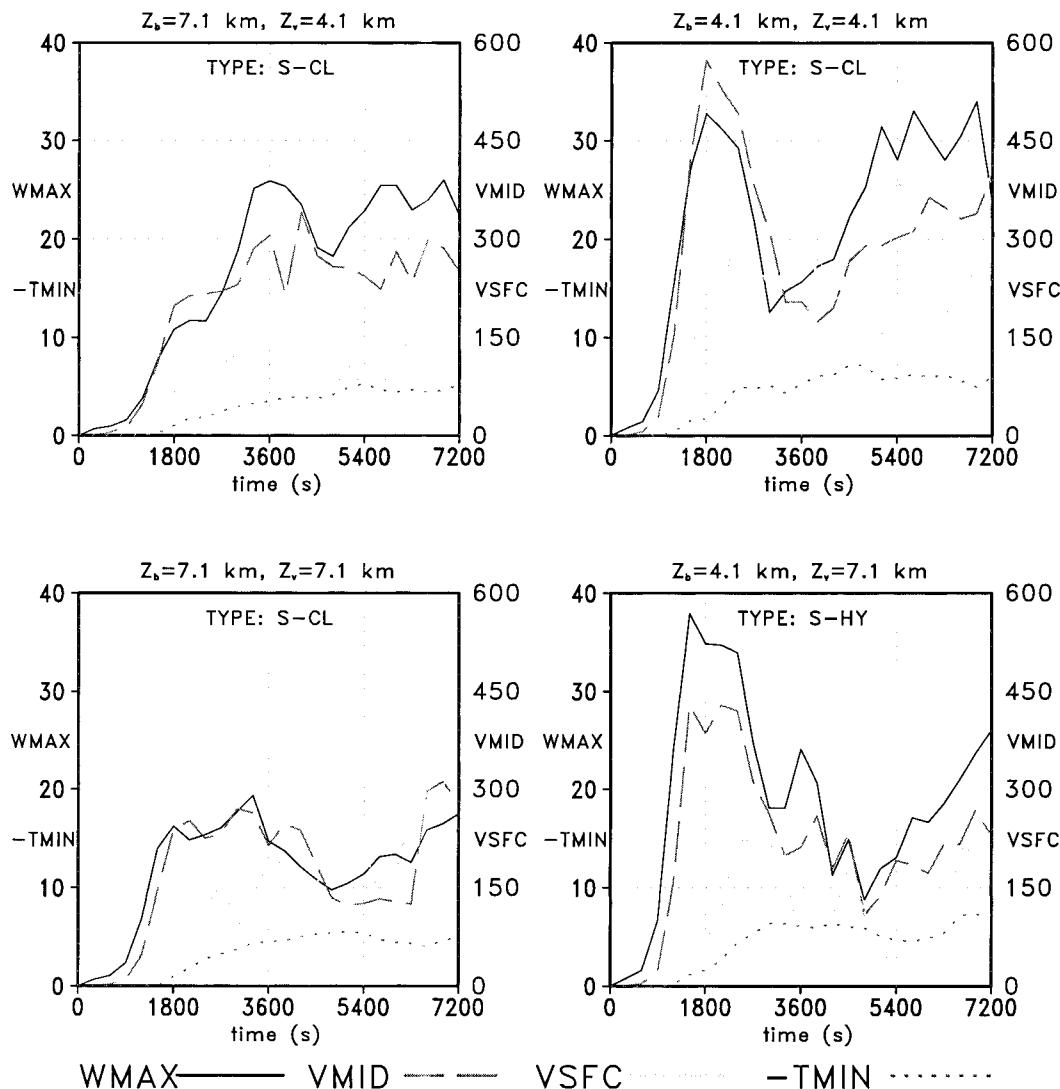 Z_b=7.1 km, Z_v=4.1 km
TYPE: S-CL
40
30
20
10
0
WMAX
-TMIN
600
450
300
150
0
VMID
VSFC
0 1800 3600 5400 7200
time (s)
Z_b=4.1 km, Z_v=4.1 km
TYPE: S-CL
40
30
20
10
0
WMAX
-TMIN
600
450
300
150
0
VMID
VSFC
0 1800 3600 5400 7200
time (s)
Z_b=7.1 km, Z_v=7.1 km
TYPE: S-CL
40
30
20
10
0
WMAX
-TMIN
600
450
300
150
0
VMID
VSFC
0 1800 3600 5400 7200
time (s)
Z_b=4.1 km, Z_v=7.1 km
TYPE: S-HY
40
30
20
10
0
WMAX
-TMIN
600
450
300
150
0
VMID
VSFC
0 1800 3600 5400 7200
time (s)
WMAX VMID VSFC -TMIN